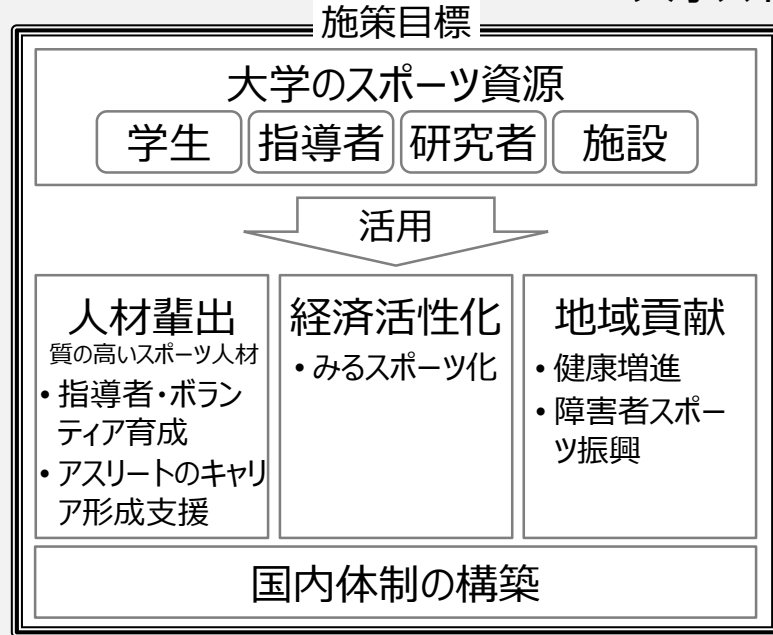 施策目標
大学のスポーツ資源
学生 指導者 研究者 施設
活用
人材輩出
質の高いスポーツ人材
• 指導者・ボラン
ティア育成
• アスリートのキャリ
ア形成支援
経済活性化
• みるスポーツ化
地域貢献
• 健康増進
• 障害者スポー
ツ振興
国内体制の構築